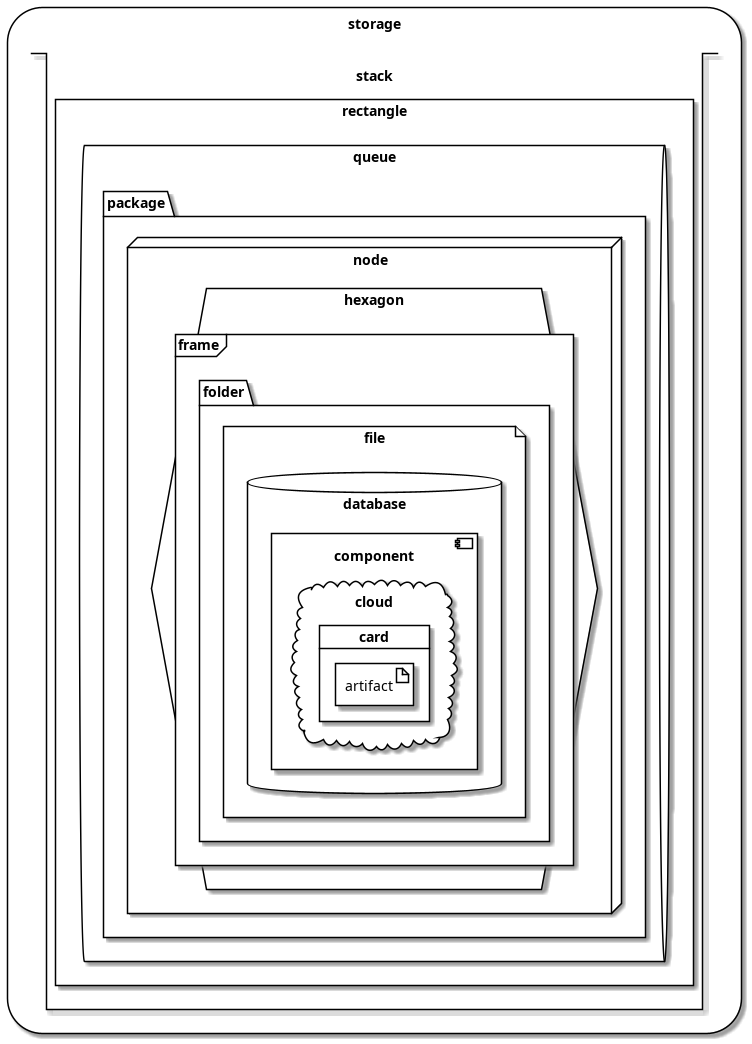 storage
stack
rectangle
queue
package
node
hexagon
frame
folder
file
database
component
cloud
card
artifact